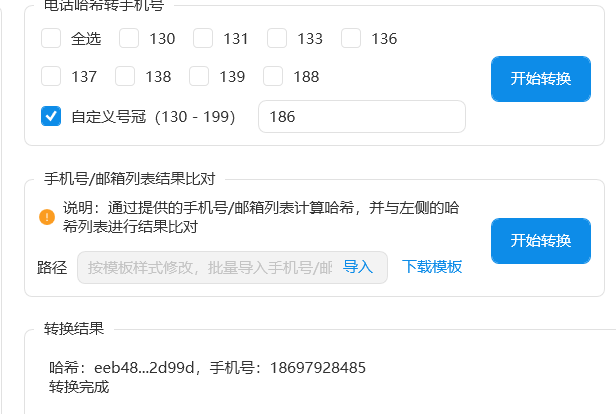 电话哈希转手机号
全选 130 131 133 136
137 138 139 188
开始转换
自定义号冠（130 - 199） 186
手机号/邮箱列表结果比对
说明：通过提供的手机号/邮箱列表计算哈希，并与左侧的哈
希列表进行结果比对
开始转换
路径 按模板样式修改，批量导入手机号/邮 导入 下载模板
转换结果
哈希：eeb48...2d99d，手机号：18697928485
转换完成